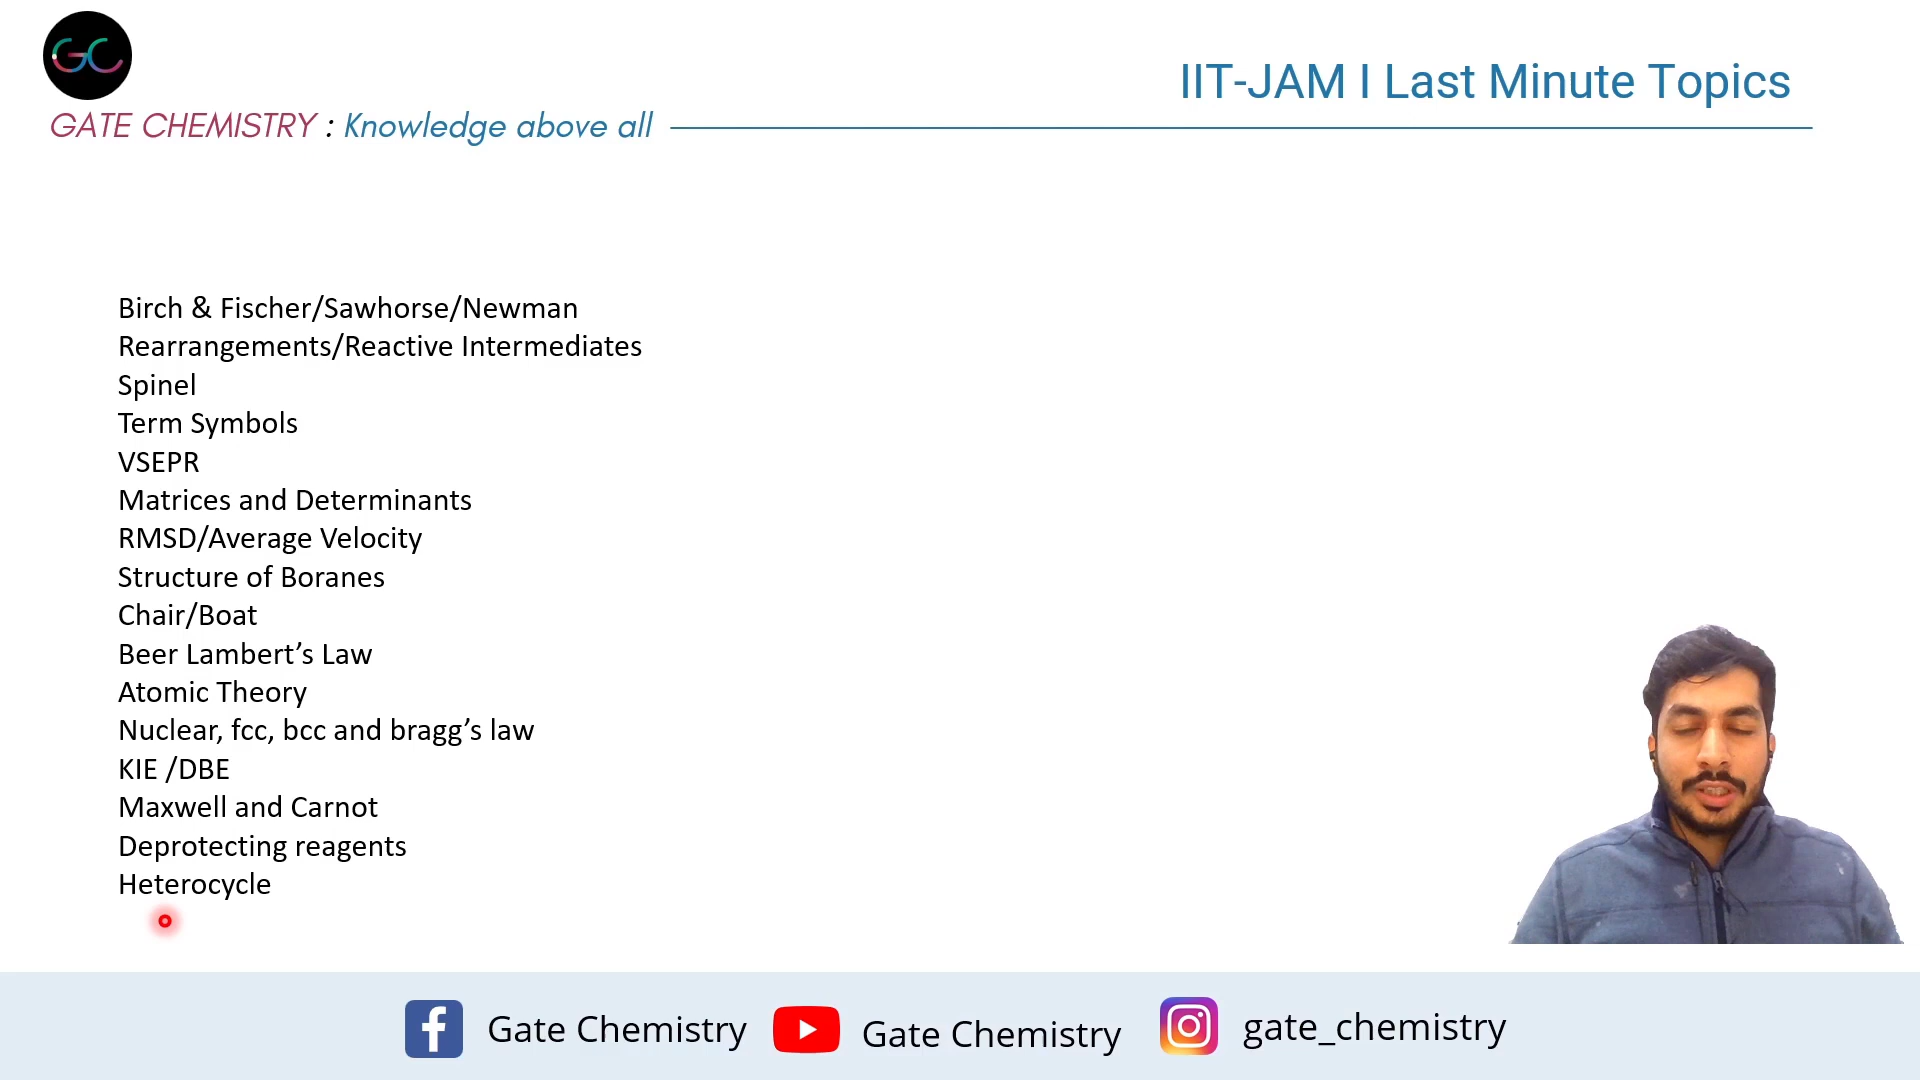 GC
IIT-JAM I Last Minute Topics
GATE CHEMISTRY : Knowledge above all
Birch & Fischer/Sawhorse/Newman
Rearrangements/Reactive Intermediates
Spinel
Term Symbols
VSEPR
Matrices and Determinants
RMSD/Average Velocity
Structure of Boranes
Chair/Boat
Beer Lambert’s Law
Atomic Theory
Nuclear, fcc, bcc and bragg’s law
KIE /DBE
Maxwell and Carnot
Deprotecting reagents
Heterocycle
Gate Chemistry
Gate Chemistry
gate_chemistry